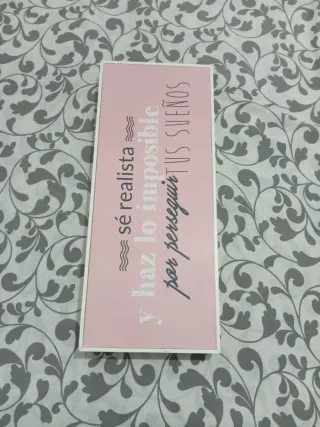 sé realista
y haz lo imposible
por perseguir
TUS SUEÑOS